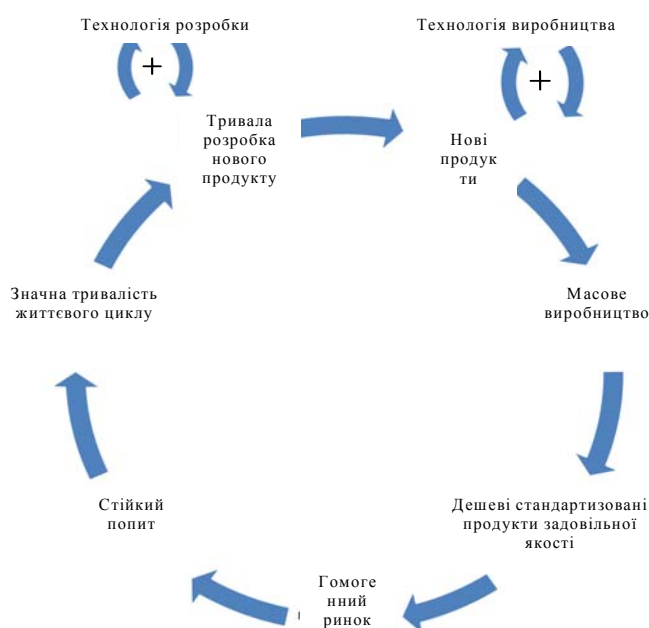 Технологія розробки
Технологія виробництва
+
+
Тривала
розробка
нового
продукту
Нові
продук
ти
Значна тривалість
життєвого циклу
Масове
виробництво
Стійкий
попит
Дешеві стандартизовані
продукти задовільної
якості
Гомоге
нний
ринок